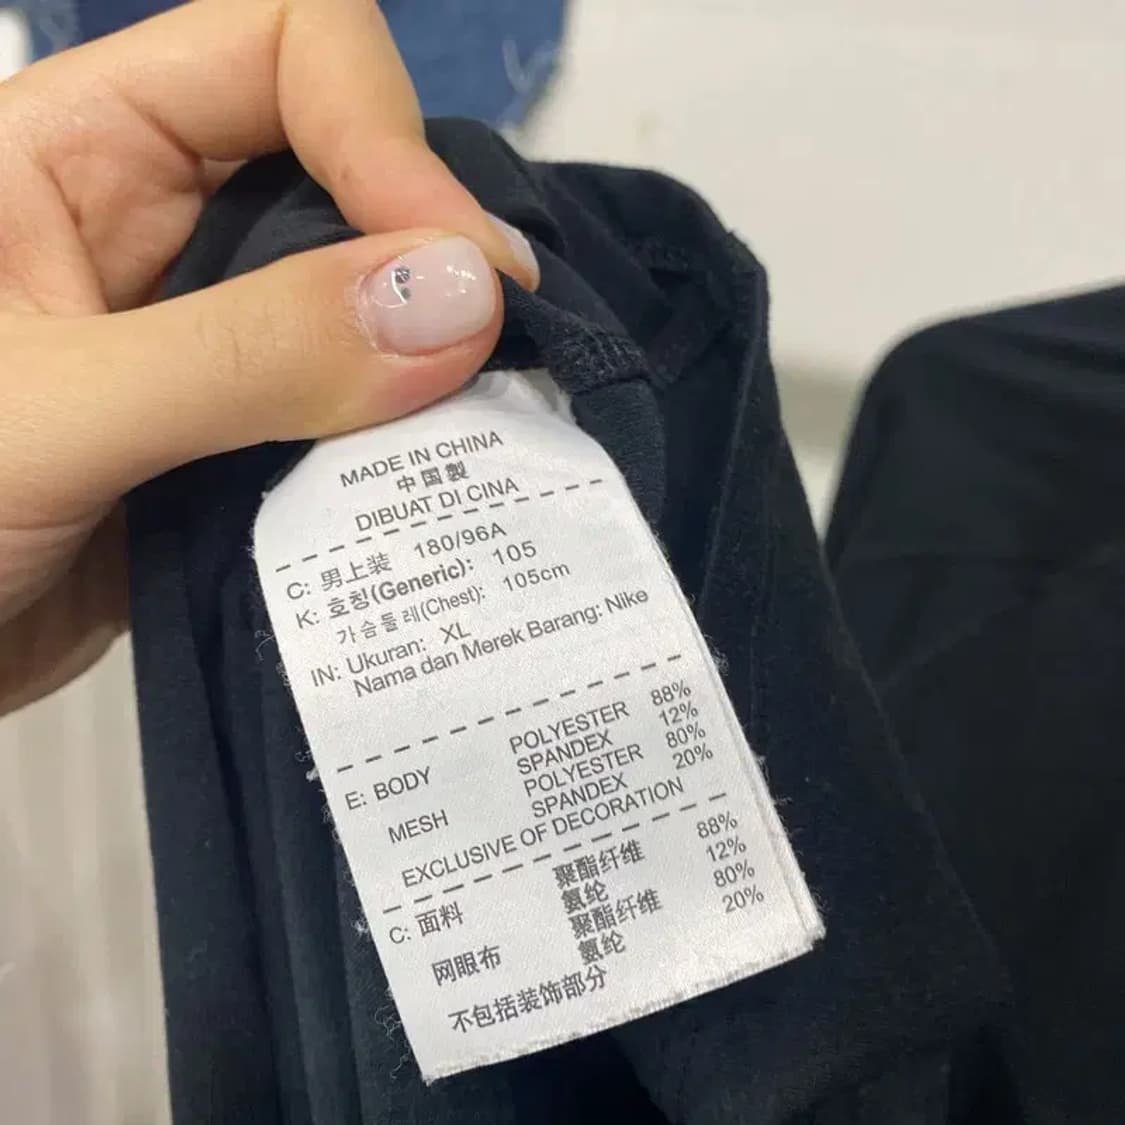 MADE IN CHINA
中国製
DIBUAT DI CINA
C: 男上装 180/96A
K: 호칭(Generic): 105
가슴둘레(Chest): 105cm
IN: Ukuran: XL
Nama dan Merek Barang: Nike
E: BODY POLYESTER 88%
SPANDEX 12%
MESH POLYESTER 80%
SPANDEX 20%
EXCLUSIVE OF DECORATION
C: 面料 聚酯纤维 88%
氨纶 12%
网眼布 聚酯纤维 80%
氨纶 20%
不包括装饰部分